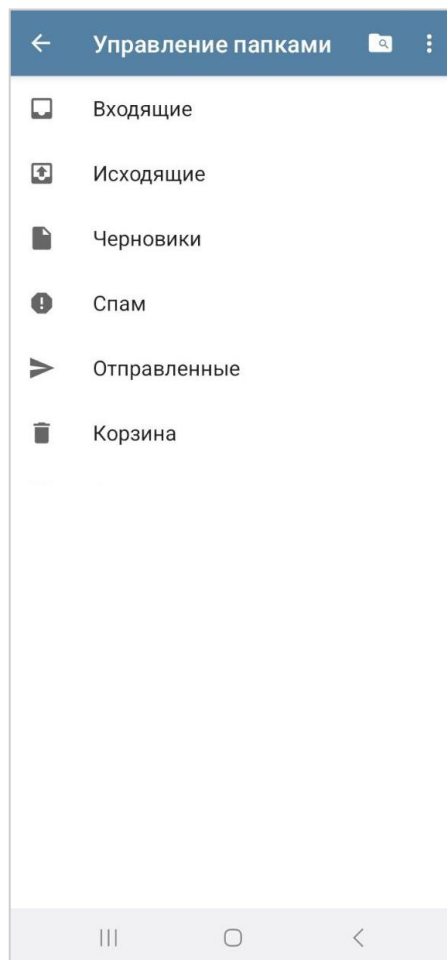 Управление папками
Входящие
Исходящие
Черновики
Спам
Отправленные
Корзина